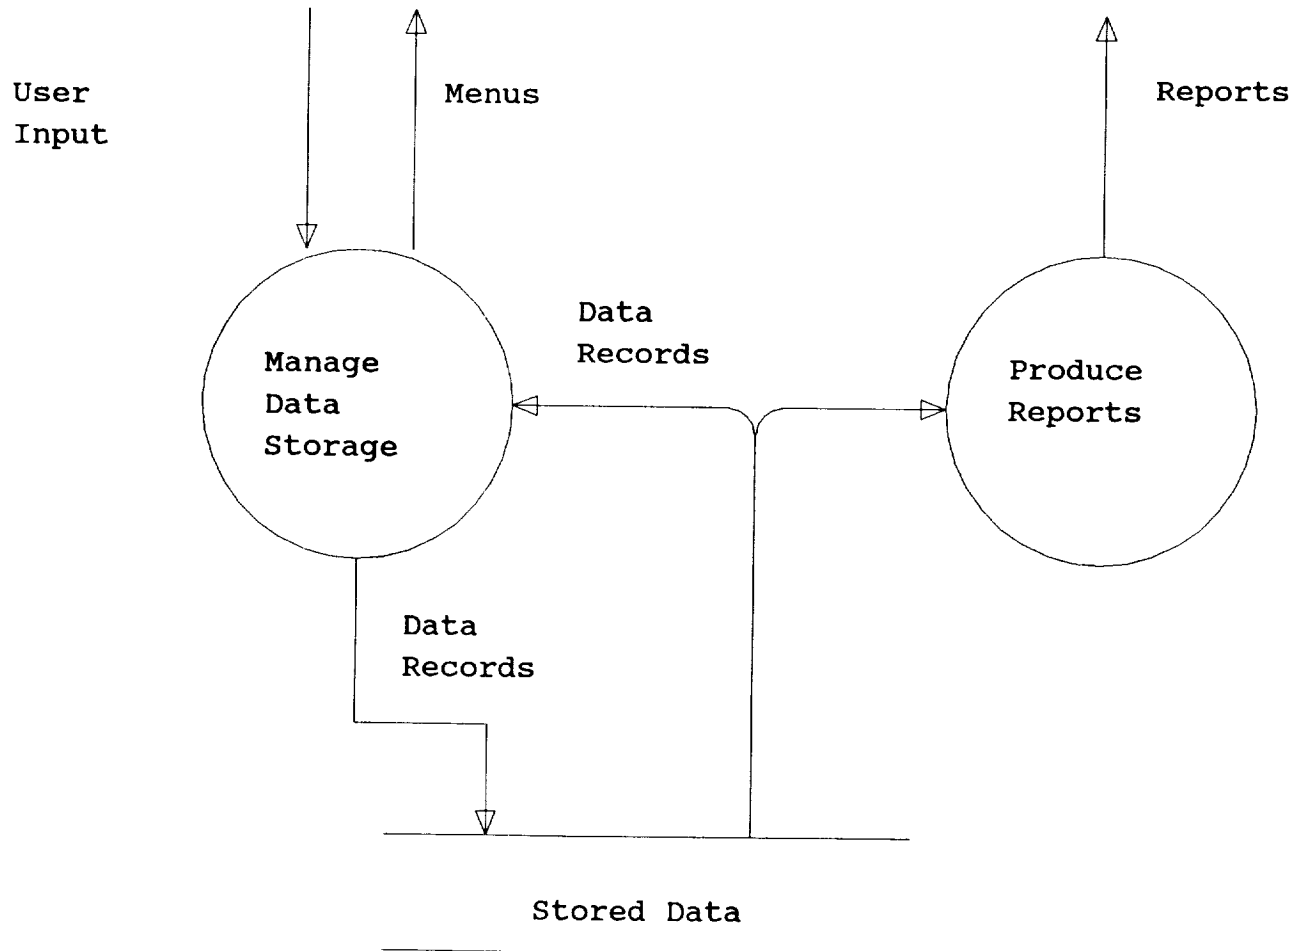 User
Input
Menus
Reports
Data
Records
Manage
Data
Storage
Produce
Reports
Data
Records
Stored Data